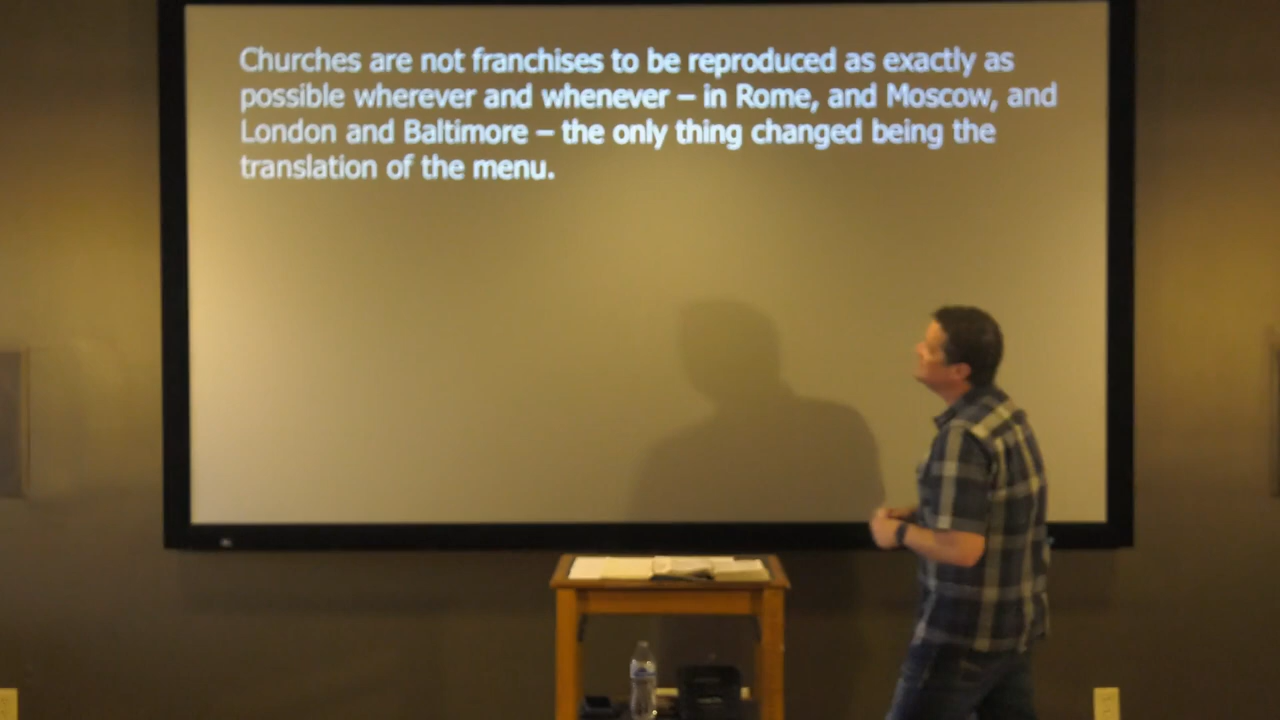 Churches are not franchises to be reproduced as exactly as
possible wherever and whenever – in Rome, and Moscow, and
London and Baltimore – the only thing changed being the
translation of the menu.